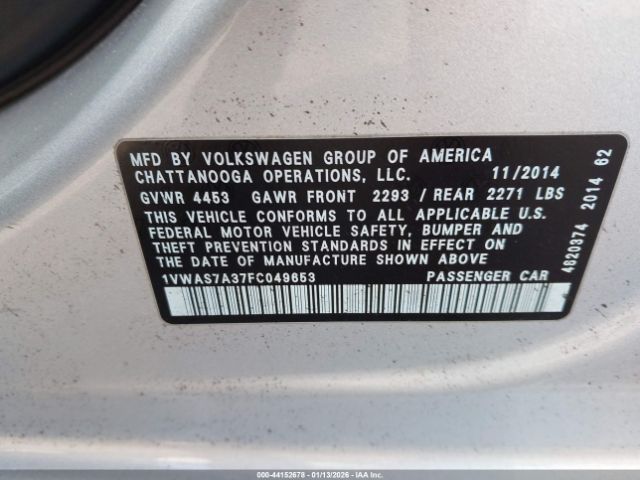 MFD BY VOLKSWAGEN GROUP OF AMERICA
CHATTANOOGA OPERATIONS, LLC. 11/2014
GVWR 4453 GAWR FRONT 2293 / REAR 2271 LBS
THIS VEHICLE CONFORMS TO ALL APPLICABLE U.S.
FEDERAL MOTOR VEHICLE SAFETY, BUMPER AND
THEFT PREVENTION STANDARDS IN EFFECT ON
THE DATE OF MANUFACTURE SHOWN ABOVE
1VWAS7A37FC049653 PASSENGER CAR
4620374 2014 62
000-44152678 | 01/13/2026 - IAA Inc.